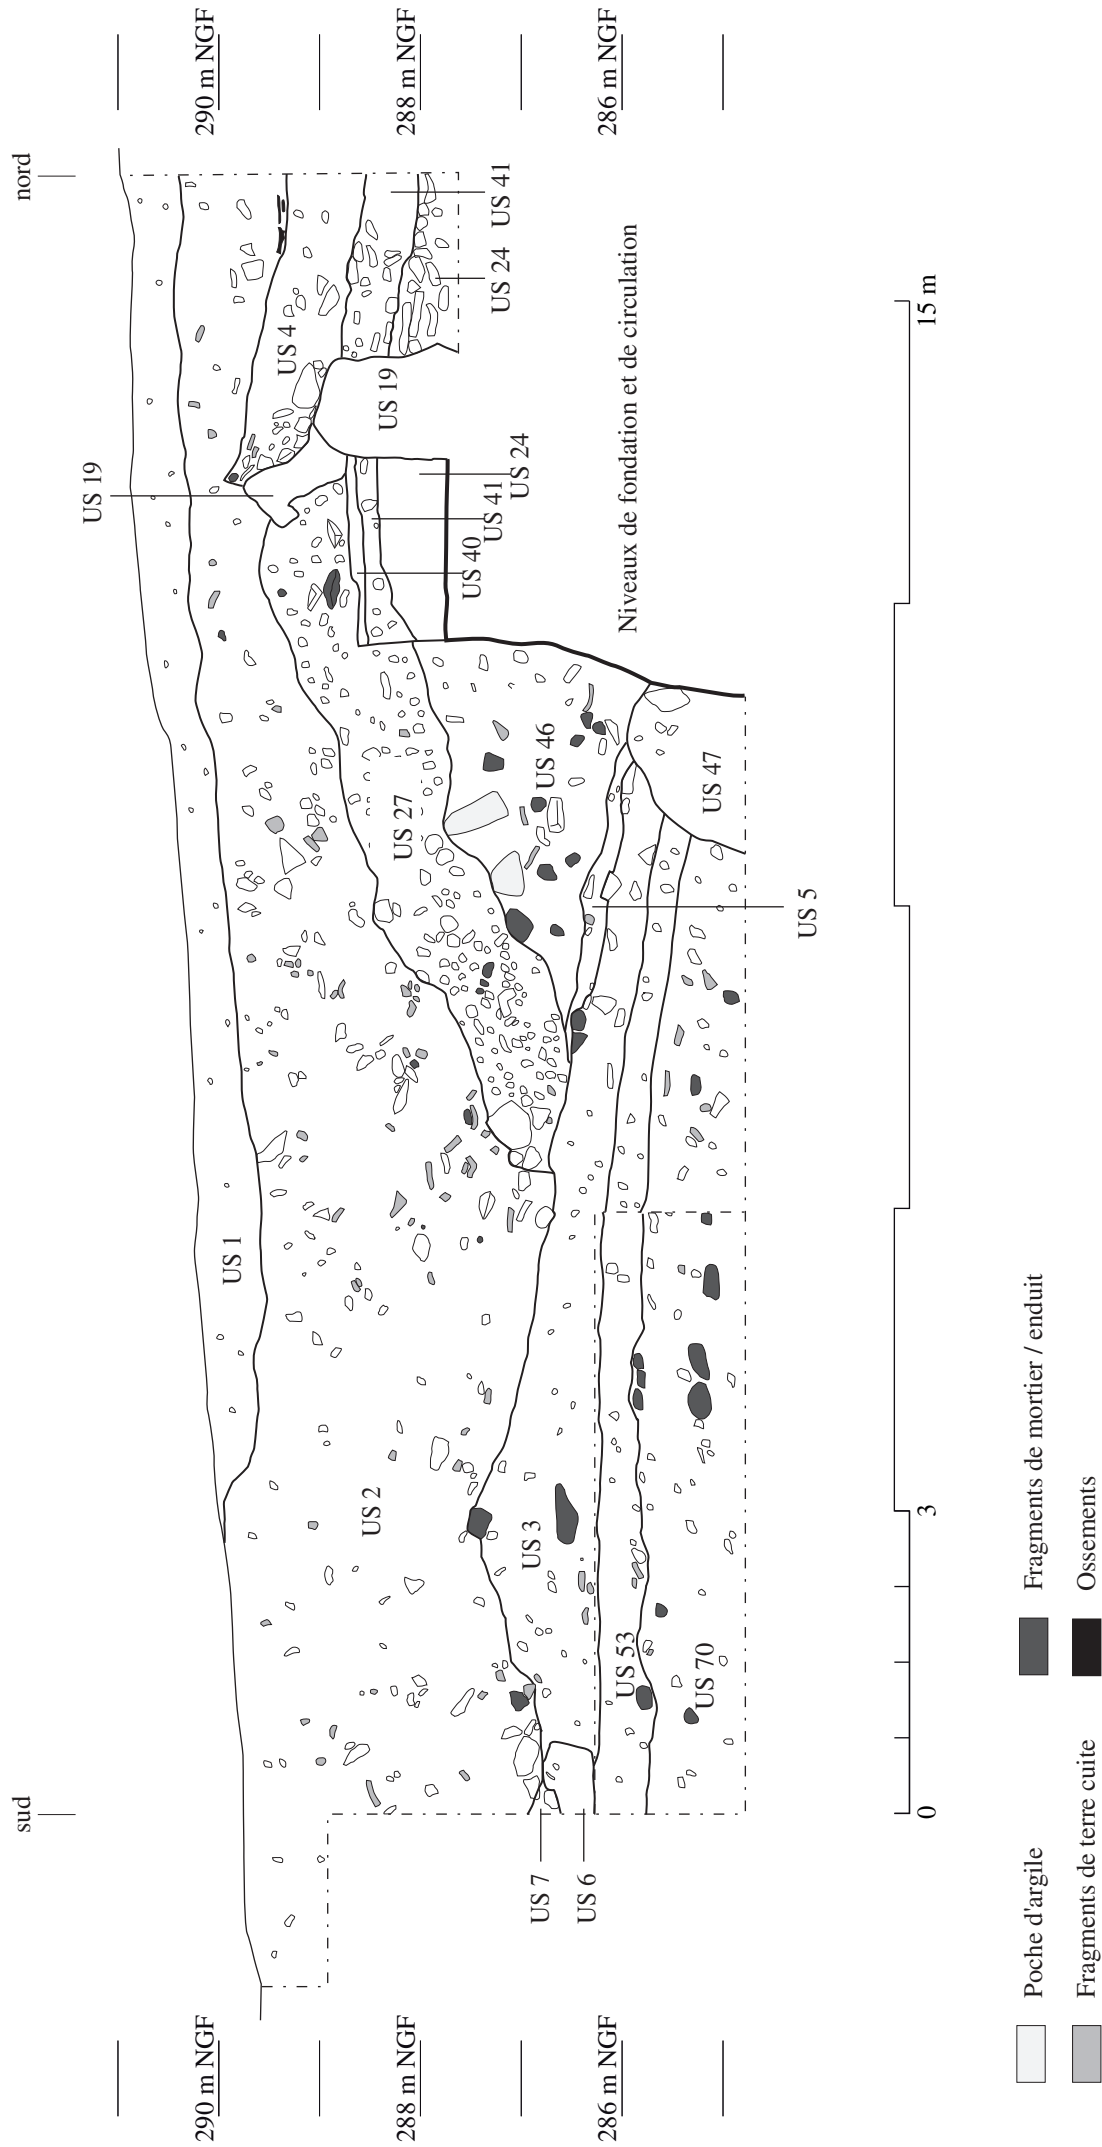 sud
nord
290 m NGF
288 m NGF
286 m NGF
290 m NGF
288 m NGF
286 m NGF
US 19
US 1
US 2
US 4
US 19
US 41
US 24
US 27
US 40
US 41
US 24
US 46
US 3
US 47
US 53
US 70
US 7
US 6
US 5
Niveaux de fondation et de circulation
0
3
15 m
Poche d'argile
Fragments de mortier / enduit
Fragments de terre cuite
Ossements